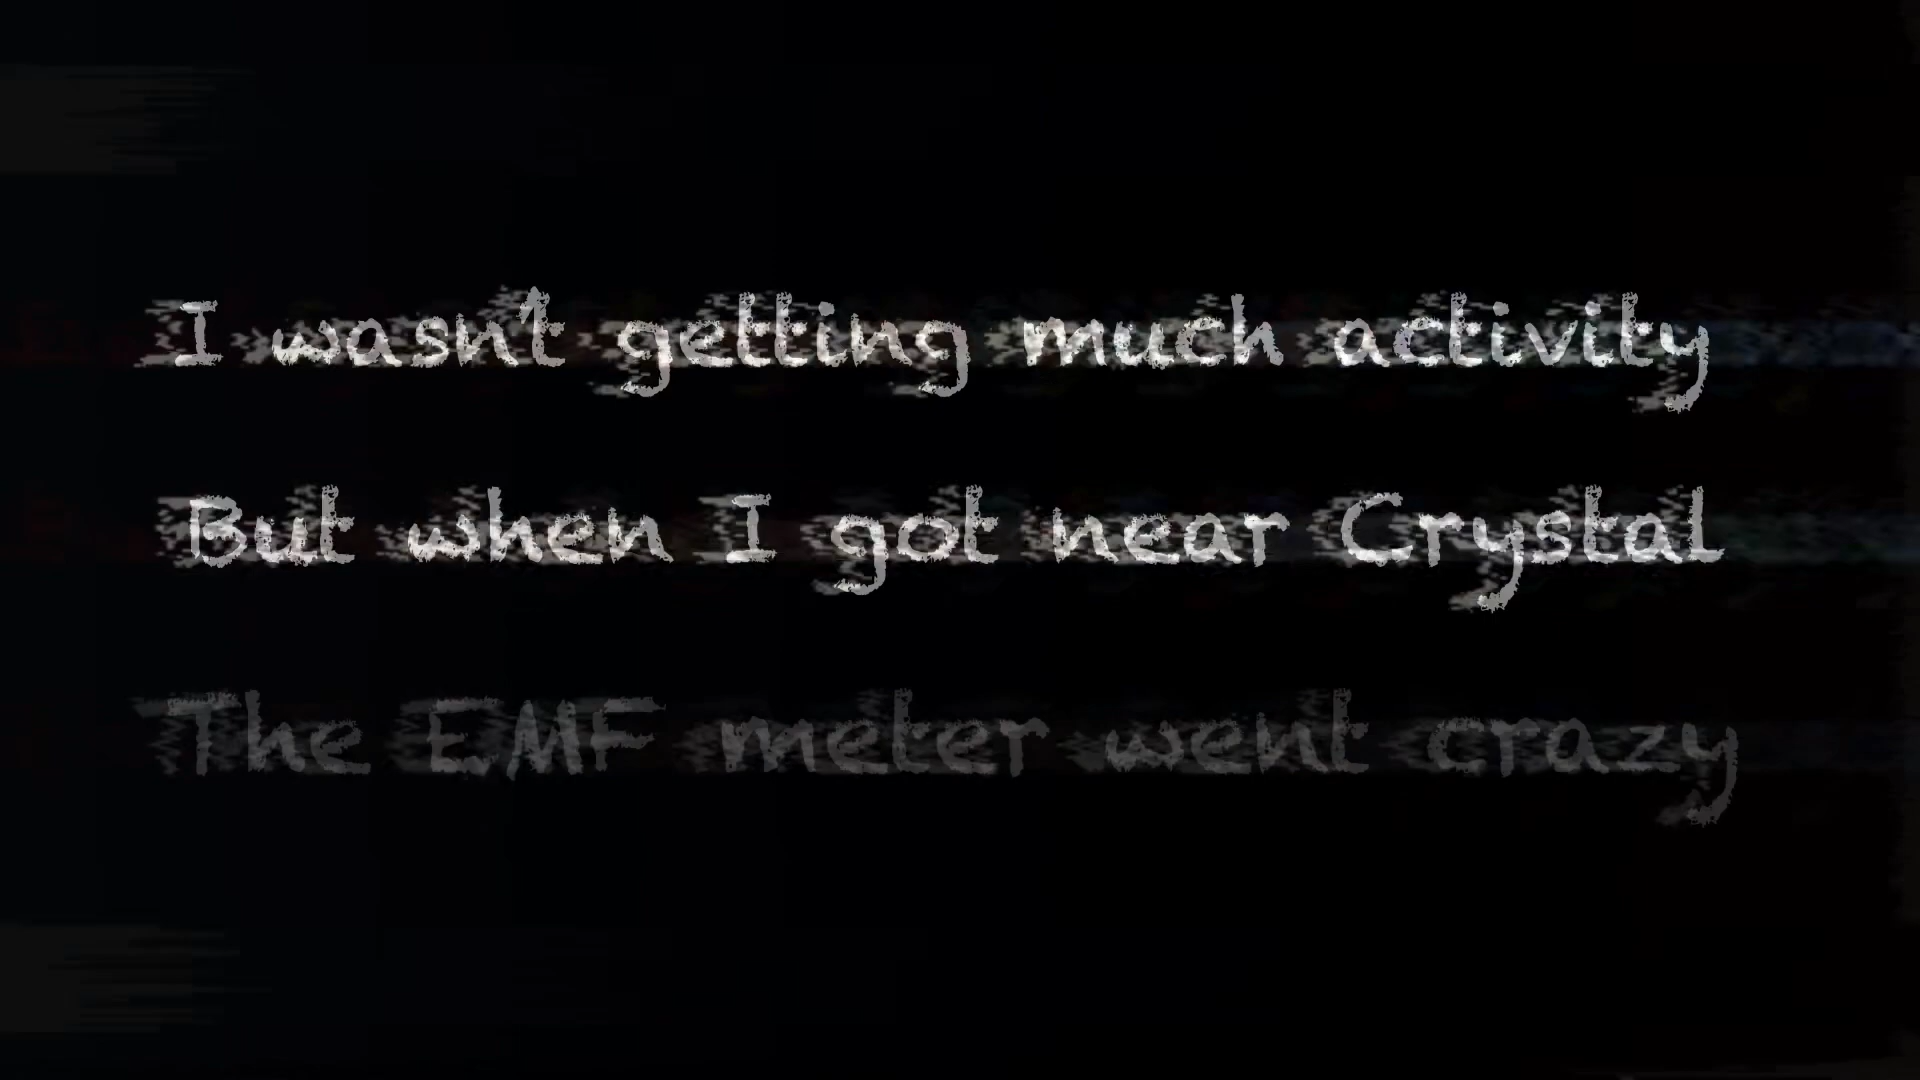 I wasn't getting much activity
But when I got near Crystal
The EMF meter went crazy